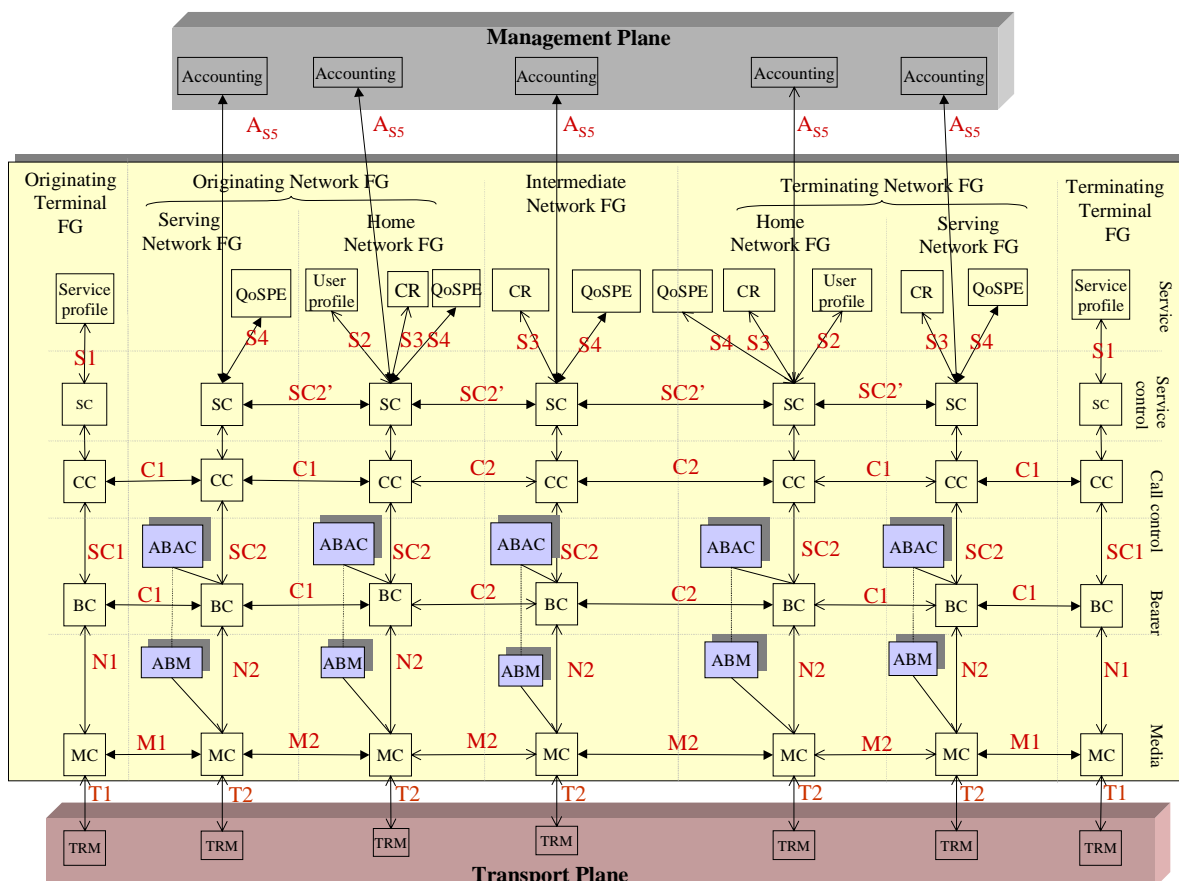 Management Plane
Accounting Accounting Accounting Accounting Accounting
A_S5 A_S5 A_S5 A_S5 A_S5
Originating
Terminal
FG
Originating Network FG
Intermediate
Network FG
Terminating Network FG
Terminating
Terminal
FG
Serving
Network FG
Home
Network FG
Home
Network FG
Serving
Network FG
Service
profile
QoSPE
User
profile
CR
QoSPE
CR
QoSPE
QoSPE
CR
User
profile
CR
QoSPE
Service
profile
Service
S1 S4 S2 S3 S4 S3 S4 S4 S3 S2 S3 S4 S1
SC SC SC2’ SC SC2’ SC SC2’ SC SC2’ SC SC
Service
control
CC C1 CC C1 CC C2 CC C2 CC C1 CC C1 CC
Call control
ABAC ABAC ABAC ABAC ABAC
SC1 SC2 SC2 SC2 SC2 SC2 SC1
BC C1 BC C1 BC C2 BC C2 BC C1 BC C1 BC
Bearer
ABM ABM ABM ABM ABM
N1 N2 N2 N2 N2 N2 N1
MC M1 MC M2 MC M2 MC M2 MC M2 MC M1 MC
Media
T1 T2 T2 T2 T2 T2 T1
TRM TRM TRM TRM TRM TRM TRM
Transport Plane